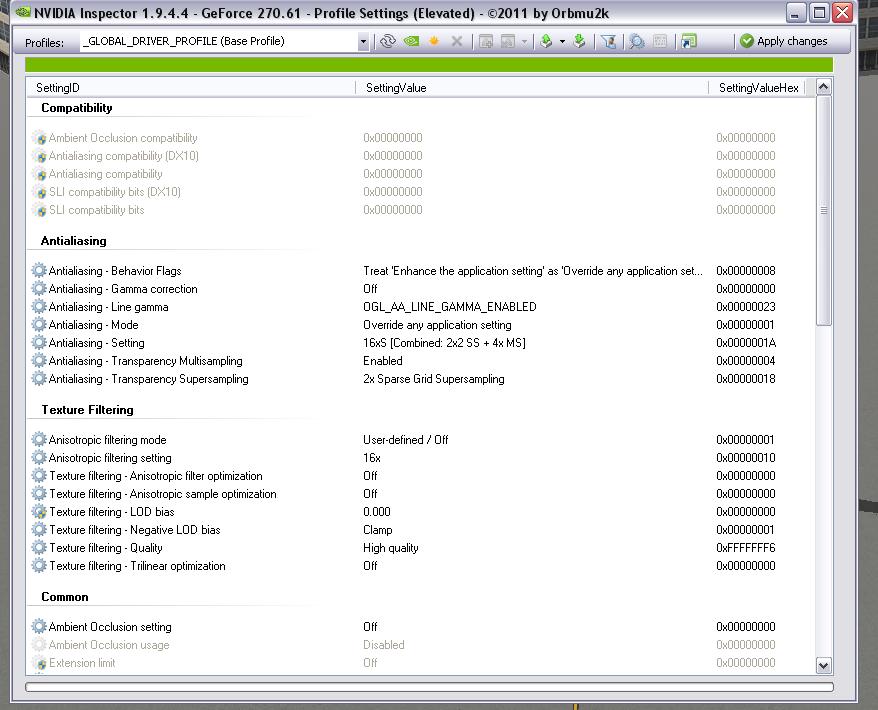 NVIDIA Inspector 1.9.4.4 - GeForce 270.61 - Profile Settings (Elevated) - ©2011 by Orbmu2k
Profiles: _GLOBAL_DRIVER_PROFILE (Base Profile) Apply changes
SettingID SettingValue SettingValueHex
Compatibility
Ambient Occlusion compatibility 0x00000000 0x00000000
Antialiasing compatibility (DX10) 0x00000000 0x00000000
Antialiasing compatibility 0x00000000 0x00000000
SLI compatibility bits (DX10) 0x00000000 0x00000000
SLI compatibility bits 0x00000000 0x00000000
Antialiasing
Antialiasing - Behavior Flags Treat 'Enhance the application setting' as 'Override any application set... 0x00000008
Antialiasing - Gamma correction Off 0x00000000
Antialiasing - Line gamma OGL_AA_LINE_GAMMA_ENABLED 0x00000023
Antialiasing - Mode Override any application setting 0x00000001
Antialiasing - Setting 16xS [Combined: 2x2 SS + 4x MS] 0x0000001A
Antialiasing - Transparency Multisampling Enabled 0x00000004
Antialiasing - Transparency Supersampling 2x Sparse Grid Supersampling 0x00000018
Texture Filtering
Anisotropic filtering mode User-defined / Off 0x00000001
Anisotropic filtering setting 16x 0x00000010
Texture filtering - Anisotropic filter optimization Off 0x00000000
Texture filtering - Anisotropic sample optimization Off 0x00000000
Texture filtering - LOD bias 0.000 0x00000000
Texture filtering - Negative LOD bias Clamp 0x00000001
Texture filtering - Quality High quality 0xFFFFFFF6
Texture filtering - Trilinear optimization Off 0x00000000
Common
Ambient Occlusion setting Off 0x00000000
Ambient Occlusion usage Disabled 0x00000000
Extension limit Off 0x00000000